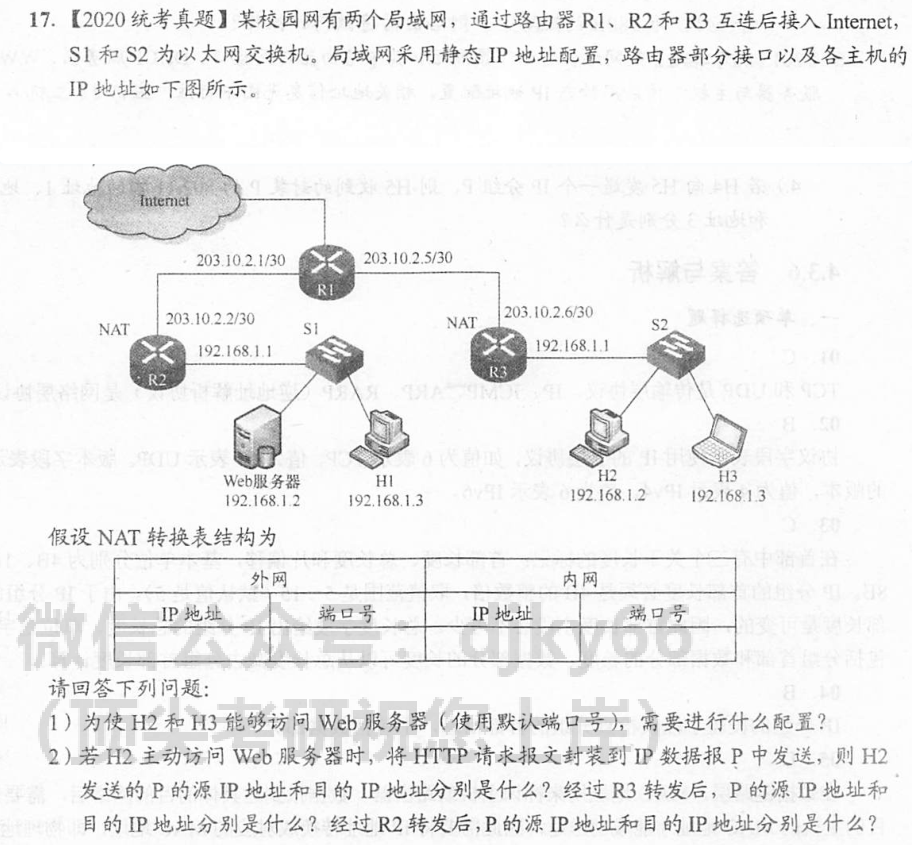 17.【2020 统考真题】某校园网有两个局域网，通过路由器 R1、R2 和 R3 互连后接入 Internet，
S1 和 S2 为以太网交换机。局域网采用静态 IP 地址配置，路由器部分接口以及各主机的
IP 地址如下图所示。
Internet
203.10.2.1/30
203.10.2.5/30
R1
NAT
203.10.2.2/30
S1
NAT
203.10.2.6/30
S2
192.168.1.1
192.168.1.1
R2
R3
Web服务器
192.168.1.2
H1
192.168.1.3
H2
192.168.1.2
H3
192.168.1.3
假设 NAT 转换表结构为
外网
内网
IP 地址
端口号
IP 地址
端口号
微信公众号：djky66
（顶尖考研祝您上岸）
请回答下列问题：
1）为使 H2 和 H3 能够访问 Web 服务器（使用默认端口号），需要进行什么配置？
2）若 H2 主动访问 Web 服务器时，将 HTTP 请求报文封装到 IP 数据报 P 中发送，则 H2
发送的 P 的源 IP 地址和目的 IP 地址分别是什么？经过 R3 转发后，P 的源 IP 地址和
目的 IP 地址分别是什么？经过 R2 转发后，P 的源 IP 地址和目的 IP 地址分别是什么？